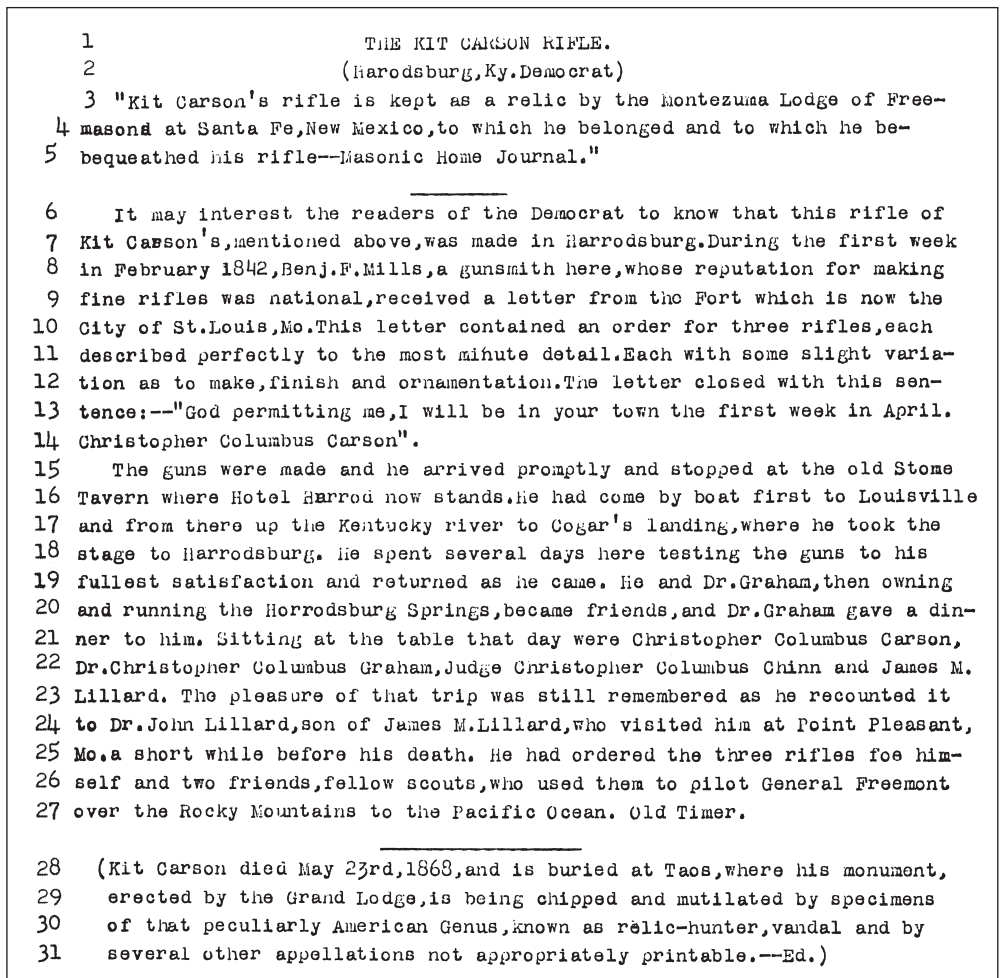 1 THE KIT CARSON RIFLE.
2 (Harodsburg,Ky.Democrat)
3 "Kit Carson's rifle is kept as a relic by the Montezuma Lodge of Free-
4 masond at Santa Fe,New Mexico,to which he belonged and to which he be-
5 bequeathed his rifle--Masonic Home Journal."
6 It may interest the readers of the Democrat to know that this rifle of
7 Kit Carson's,mentioned above,was made in Harrodsburg.During the first week
8 in February 1842,Benj.F.Mills,a gunsmith here,whose reputation for making
9 fine rifles was national,received a letter from the Fort which is now the
10 City of St.Louis,Mo.This letter contained an order for three rifles,each
11 described perfectly to the most minute detail.Each with some slight varia-
12 tion as to make,finish and ornamentation.The letter closed with this sen-
13 tence:--"God permitting me,I will be in your town the first week in April.
14 Christopher Columbus Carson".
15 The guns were made and he arrived promptly and stopped at the old Stome
16 Tavern where Hotel Harrod now stands.He had come by boat first to Louisville
17 and from there up the Kentucky river to Cogar's landing,where he took the
18 stage to Harrodsburg. He spent several days here testing the guns to his
19 fullest satisfaction and returned as he came. He and Dr.Graham,then owning
20 and running the Horrodsburg Springs,became friends,and Dr.Graham gave a din-
21 ner to him. Sitting at the table that day were Christopher Columbus Carson,
22 Dr.Christopher Columbus Graham,Judge Christopher Columbus Chinn and James M.
23 Lillard. The pleasure of that trip was still remembered as he recounted it
24 to Dr.John Lillard,son of James M.Lillard,who visited him at Point Pleasant,
25 Mo.a short while before his death. He had ordered the three rifles foe him-
26 self and two friends,fellow scouts,who used them to pilot General Freemont
27 over the Rocky Mountains to the Pacific Ocean. Old Timer.
28 (Kit Carson died May 23rd,1868,and is buried at Taos,where his monument,
29 erected by the Grand Lodge,is being chipped and mutilated by specimens
30 of that peculiarly American Genus,known as relic-hunter,vandal and by
31 several other appellations not appropriately printable.--Ed.)